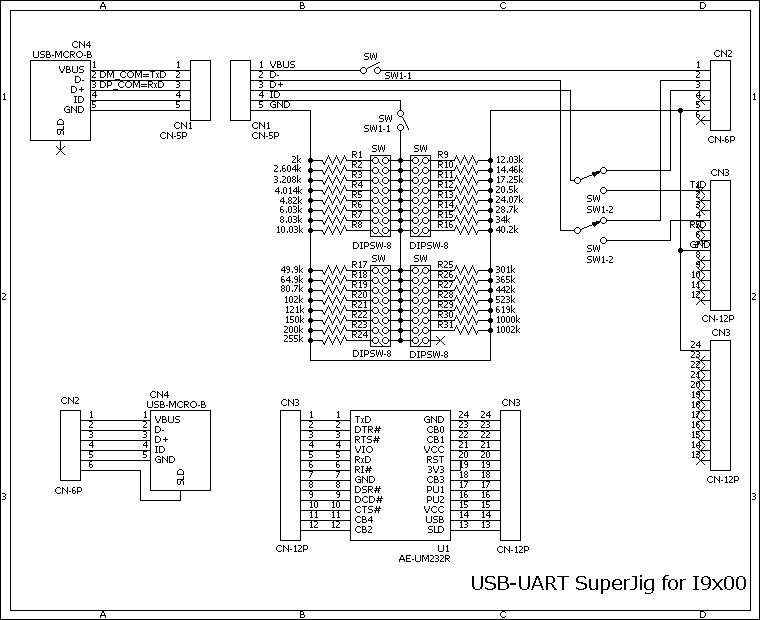 A B C D
CN4
USB-MCRO-B
VBUS 1 1
D- 2 DM_COM=TxD 2
D+ 3 DP_COM=RxD 3
ID 4 4
GND 5 5
SLD
CN1
CN-5P
1 VBUS
2 D-
3 D+
4 ID
5 GND
CN1
CN-5P
SW
SW1-1
SW
SW1-1
1
2
3
4
5
6
CN2
CN-6P
SW SW
2k R1 R9 12.03k
2.604k R2 R10 14.46k
3.208k R3 R11 17.25k
4.014k R4 R12 20.5k
4.82k R5 R13 24.07k
6.03k R6 R14 28.7k
8.03k R7 R15 34k
10.03k R8 R16 40.2k
DIPSW-8 DIPSW-8
SW
SW1-2
SW
SW1-2
CN3
TxD
2
3
4
RxD
6
GND
8
9
10
11
12
CN-12P
SW SW
49.9k R17 R25 301k
64.9k R18 R26 365k
80.7k R19 R27 442k
102k R20 R28 523k
121k R21 R29 619k
150k R22 R30 1000k
200k R23 R31 1002k
255k R24
DIPSW-8 DIPSW-8
CN3
24
23
22
21
20
19
18
17
16
15
14
13
CN-12P
CN2
CN-6P
CN4
USB-MCRO-B
1 1 VBUS
2 2 D-
3 3 D+
4 4 ID
5 5 GND
6
SLD
CN3 CN3
1 1 TxD GND 24 24
2 2 DTR# CB0 23 23
3 3 RTS# CB1 22 22
4 4 VIO VCC 21 21
5 5 RxD RST 20 20
6 6 RI# 3V3 19 19
7 7 GND CB3 18 18
8 8 DSR# PU1 17 17
9 9 DCD# PU2 16 16
10 10 CTS# VCC 15 15
11 11 CB4 USB 14 14
12 12 CB2 SLD 13 13
CN-12P U1 CN-12P
AE-UM232R
USB-UART SuperJig for I9x00
1 1
2 2
3 3
A B C D